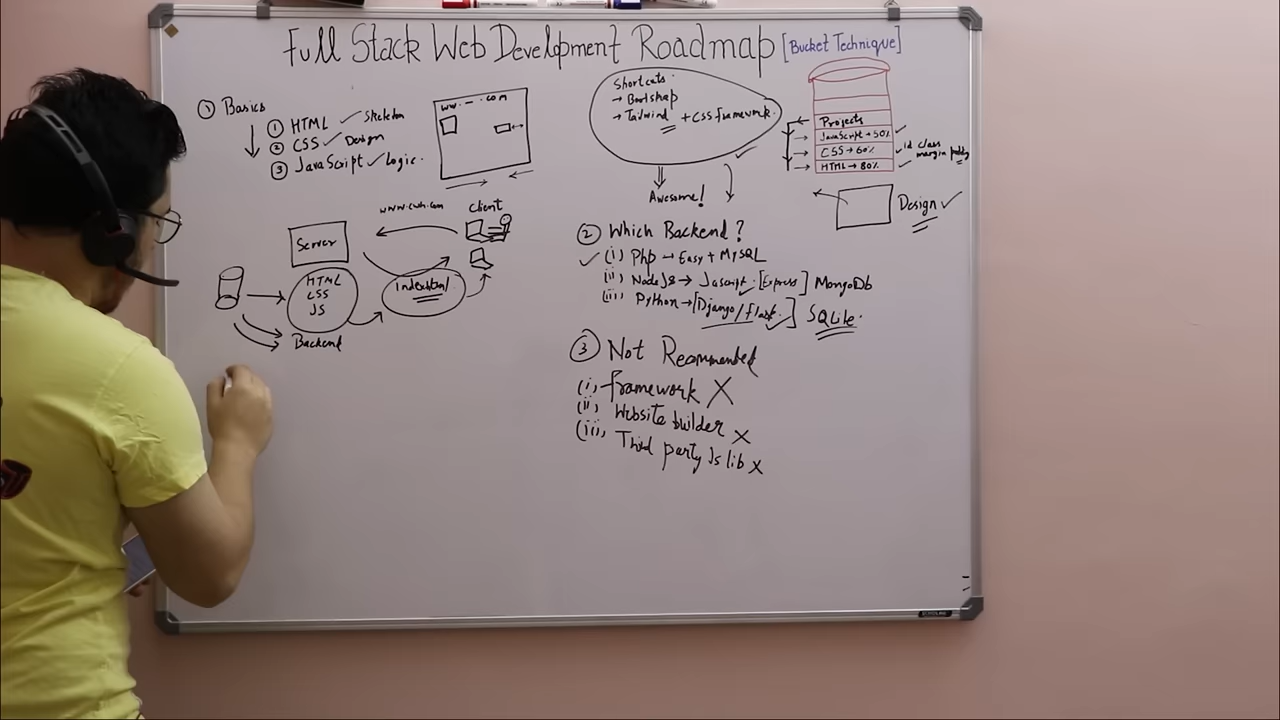 Full Stack Web Development Roadmap [Bucket Technique]
① Basics
① HTML Skeleton
② CSS Design
③ JavaScript Logic.
www.-.com
Shortcuts
→ Bootstrap
→ Tailwind + CSS framework
Projects
JavaScript → 50%
CSS → 60%
HTML → 80%
id class
margin
Awesome!
Design
www.cwh.com
client
Server
HTML
CSS
JS
Backend
② Which Backend?
(i) Php → Easy + MySQL
(ii) NodeJS → [Express] MongoDb
(iii) Python → [Django/flask] SQLite
③ Not Recommended
(i) framework X
(ii) Website builder X
(iii) Third party Js lib X